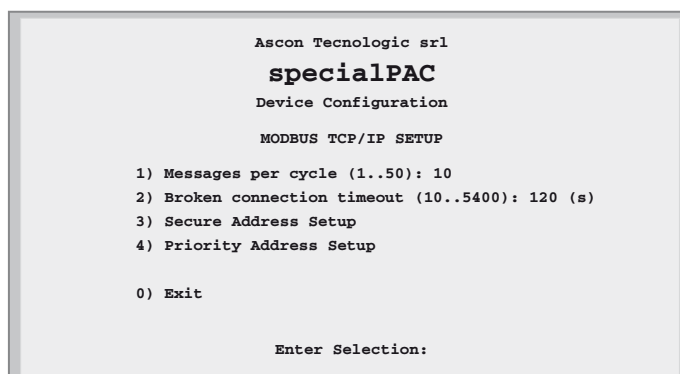 Ascon Tecnologic srl
specialPAC
Device Configuration
MODBUS TCP/IP SETUP
1) Messages per cycle (1..50): 10
2) Broken connection timeout (10..5400): 120 (s)
3) Secure Address Setup
4) Priority Address Setup
0) Exit
Enter Selection: